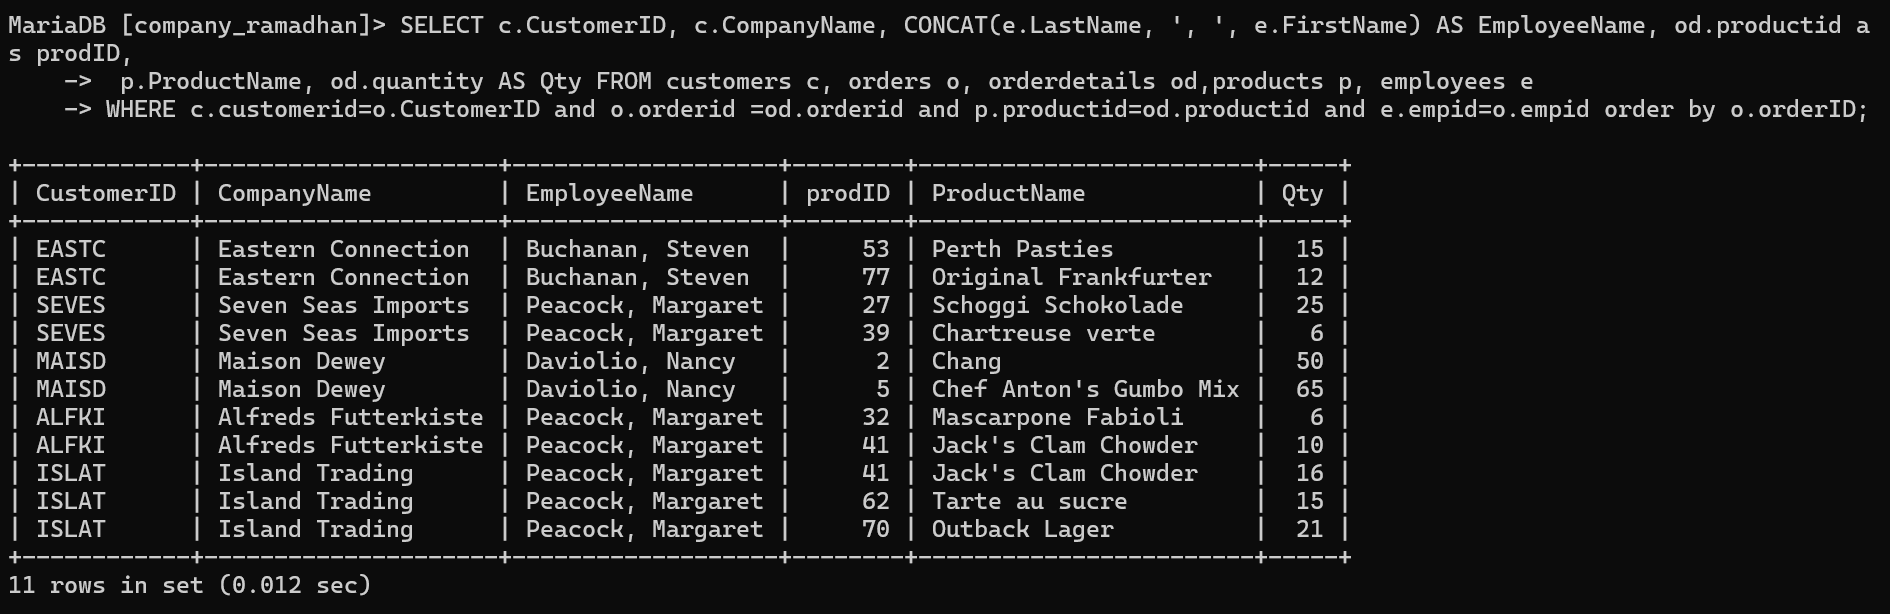 MariaDB [company_ramadhan]> SELECT c.CustomerID, c.CompanyName, CONCAT(e.LastName, ', ', e.FirstName) AS EmployeeName, od.productid a
s prodID,
    ->  p.ProductName, od.quantity AS Qty FROM customers c, orders o, orderdetails od,products p, employees e
    -> WHERE c.customerid=o.CustomerID and o.orderid =od.orderid and p.productid=od.productid and e.empid=o.empid order by o.orderID;

+------------+---------------------+-------------------+--------+------------------------+-----+
| CustomerID | CompanyName         | EmployeeName      | prodID | ProductName            | Qty |
+------------+---------------------+-------------------+--------+------------------------+-----+
| EASTC      | Eastern Connection  | Buchanan, Steven  |     53 | Perth Pasties          |  15 |
| EASTC      | Eastern Connection  | Buchanan, Steven  |     77 | Original Frankfurter   |  12 |
| SEVES      | Seven Seas Imports  | Peacock, Margaret |     27 | Schoggi Schokolade     |  25 |
| SEVES      | Seven Seas Imports  | Peacock, Margaret |     39 | Chartreuse verte       |   6 |
| MAISD      | Maison Dewey        | Daviolio, Nancy   |      2 | Chang                  |  50 |
| MAISD      | Maison Dewey        | Daviolio, Nancy   |      5 | Chef Anton's Gumbo Mix |  65 |
| ALFKI      | Alfreds Futterkiste | Peacock, Margaret |     32 | Mascarpone Fabioli     |   6 |
| ALFKI      | Alfreds Futterkiste | Peacock, Margaret |     41 | Jack's Clam Chowder    |  10 |
| ISLAT      | Island Trading      | Peacock, Margaret |     41 | Jack's Clam Chowder    |  16 |
| ISLAT      | Island Trading      | Peacock, Margaret |     62 | Tarte au sucre         |  15 |
| ISLAT      | Island Trading      | Peacock, Margaret |     70 | Outback Lager          |  21 |
+------------+---------------------+-------------------+--------+------------------------+-----+
11 rows in set (0.012 sec)